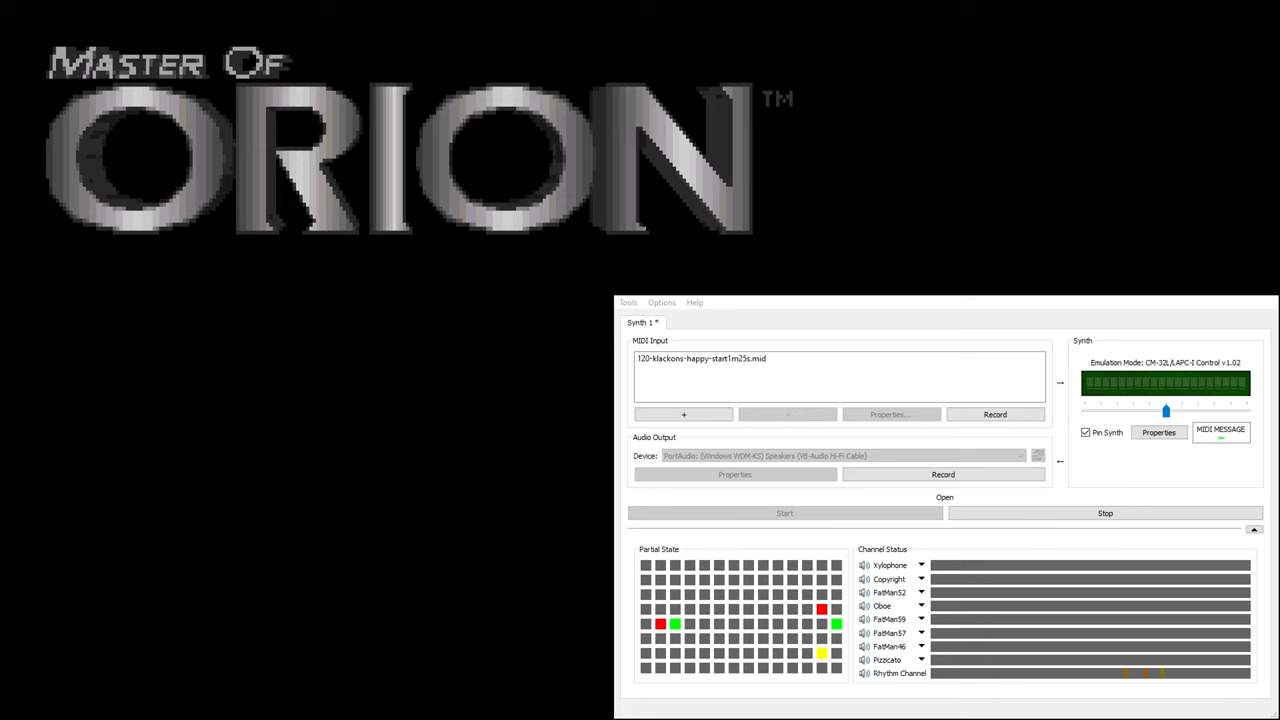 MASTER OF
ORION™
Tools Options Help
Synth 1 *
MIDI Input
120-klackons-happy-start1m25s.mid
+ - Properties... Record
Audio Output
Device: PortAudio: (Windows WDM-KS) Speakers (VB-Audio Hi-Fi Cable)
Properties Record
→
←
Synth
Emulation Mode: CM-32L/LAPC-I Control v1.02
Pin Synth Properties MIDI MESSAGE
Open
Start Stop
Partial State
Channel Status
Xylophone
Copyright
FatMan52
Oboe
FatMan59
FatMan57
FatMan46
Pizzicato
Rhythm Channel